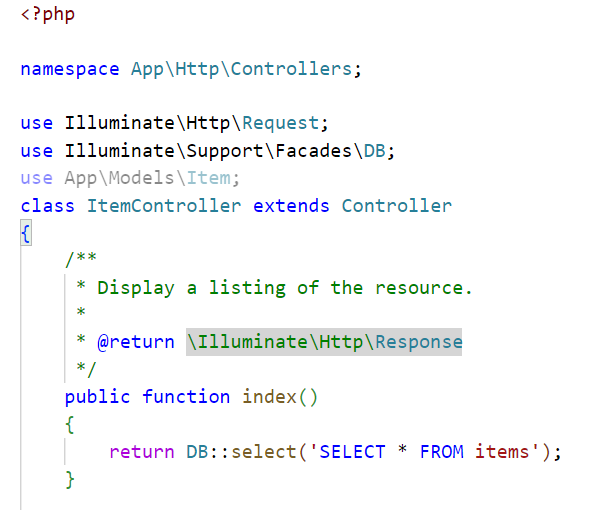 <?php
namespace App\Http\Controllers;
use Illuminate\Http\Request;
use Illuminate\Support\Facades\DB;
use App\Models\Item;
class ItemController extends Controller
{
    /**
     * Display a listing of the resource.
     *
     * @return \Illuminate\Http\Response
     */
    public function index()
    {
        return DB::select('SELECT * FROM items');
    }